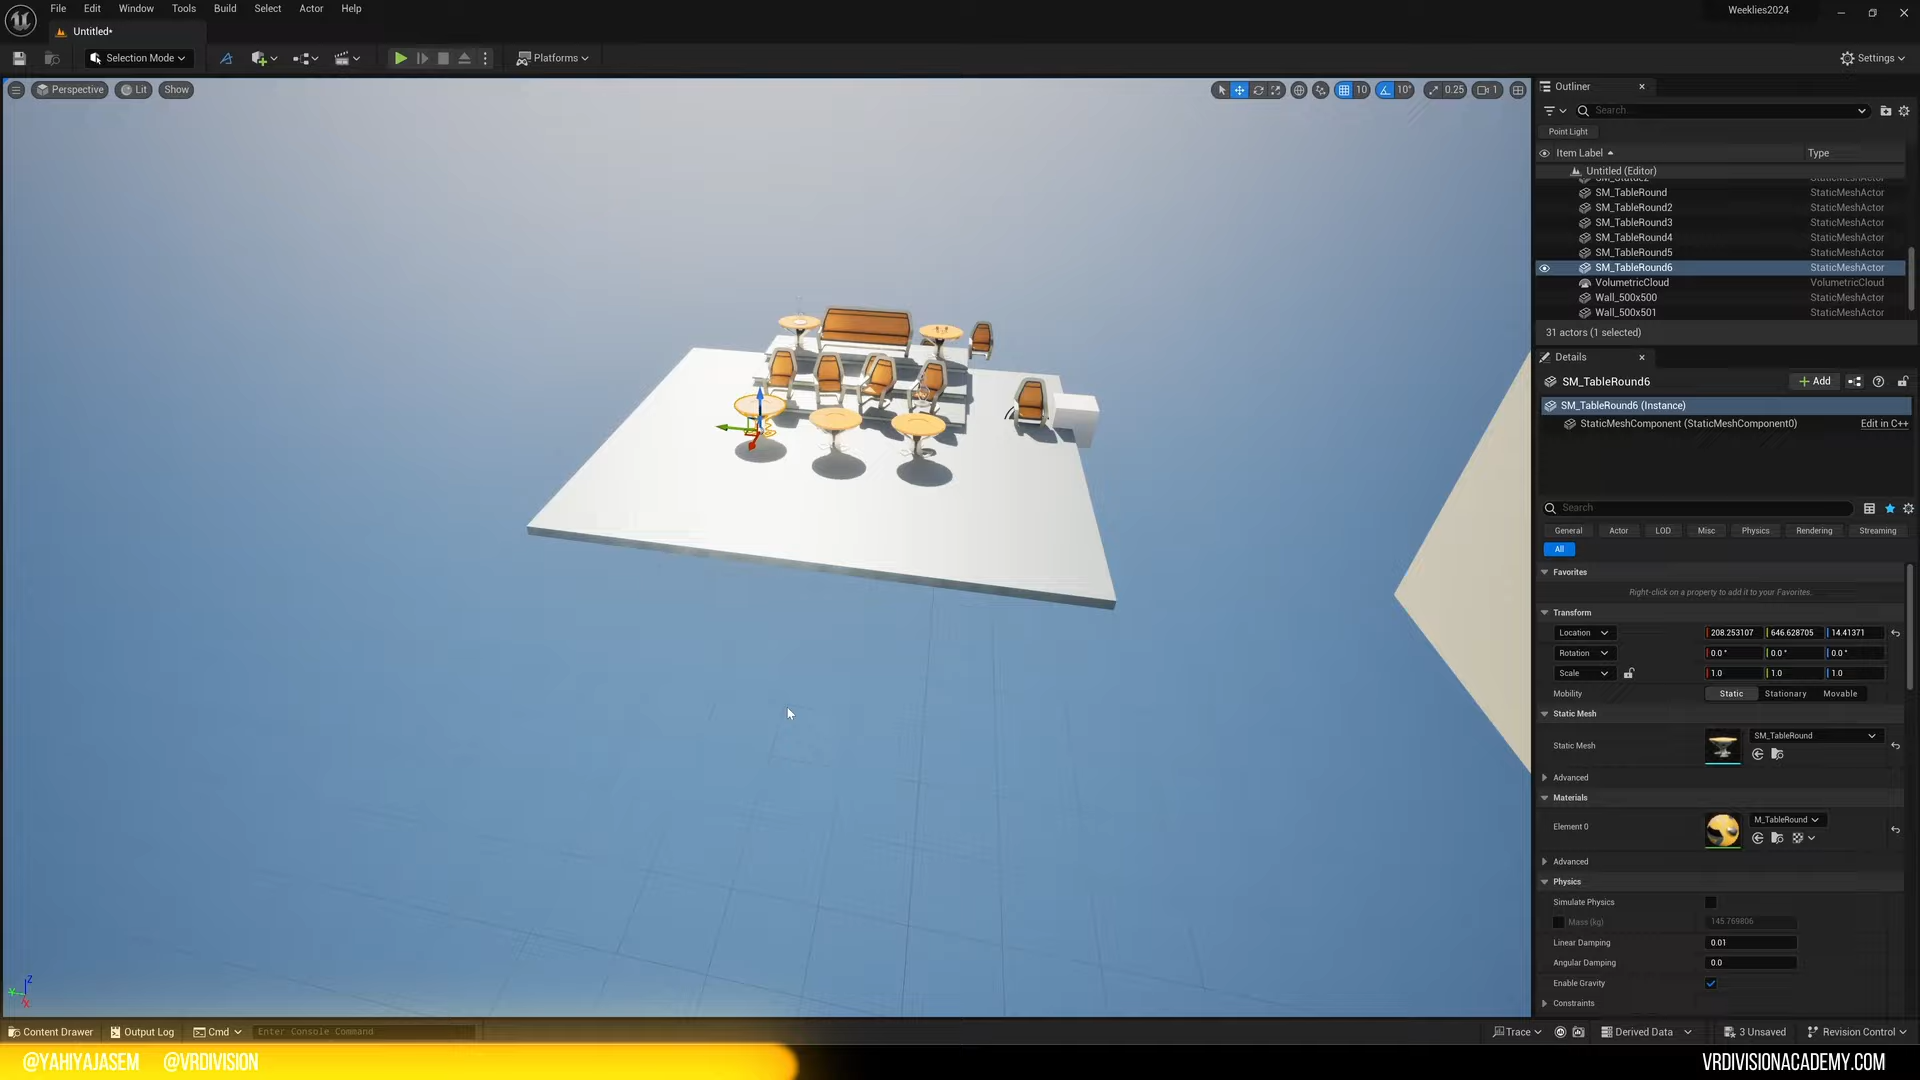 File Edit Window Tools Build Select Actor Help
Weeklies2024
Untitled*
Selection Mode
Platforms
Settings
Perspective Lit Show
10 10° 0.25 1
Outliner
Search...
Point Light
Item Label Type
Untitled (Editor)
SM_Statue2 StaticMeshActor
SM_TableRound StaticMeshActor
SM_TableRound2 StaticMeshActor
SM_TableRound3 StaticMeshActor
SM_TableRound4 StaticMeshActor
SM_TableRound5 StaticMeshActor
SM_TableRound6 StaticMeshActor
VolumetricCloud VolumetricCloud
Wall_500x500 StaticMeshActor
Wall_500x501 StaticMeshActor
31 actors (1 selected)
Details
SM_TableRound6
Add
SM_TableRound6 (Instance)
StaticMeshComponent (StaticMeshComponent0) Edit in C++
Search
General Actor LOD Misc Physics Rendering Streaming
All
Favorites
Right-click on a property to add it to your Favorites.
Transform
Location 208.253107 646.628705 14.41371
Rotation 0.0 ° 0.0 ° 0.0 °
Scale 1.0 1.0 1.0
Mobility Static Stationary Movable
Static Mesh
Static Mesh SM_TableRound
Advanced
Materials
Element 0 M_TableRound
Advanced
Physics
Simulate Physics
Mass (kg) 145.769806
Linear Damping 0.01
Angular Damping 0.0
Enable Gravity
Constraints
Z
Y
X
Content Drawer Output Log Cmd Enter Console Command
Trace Derived Data 3 Unsaved Revision Control
@YAHIYAJASEM @VRDIVISION
VRDIVISIONACADEMY.COM